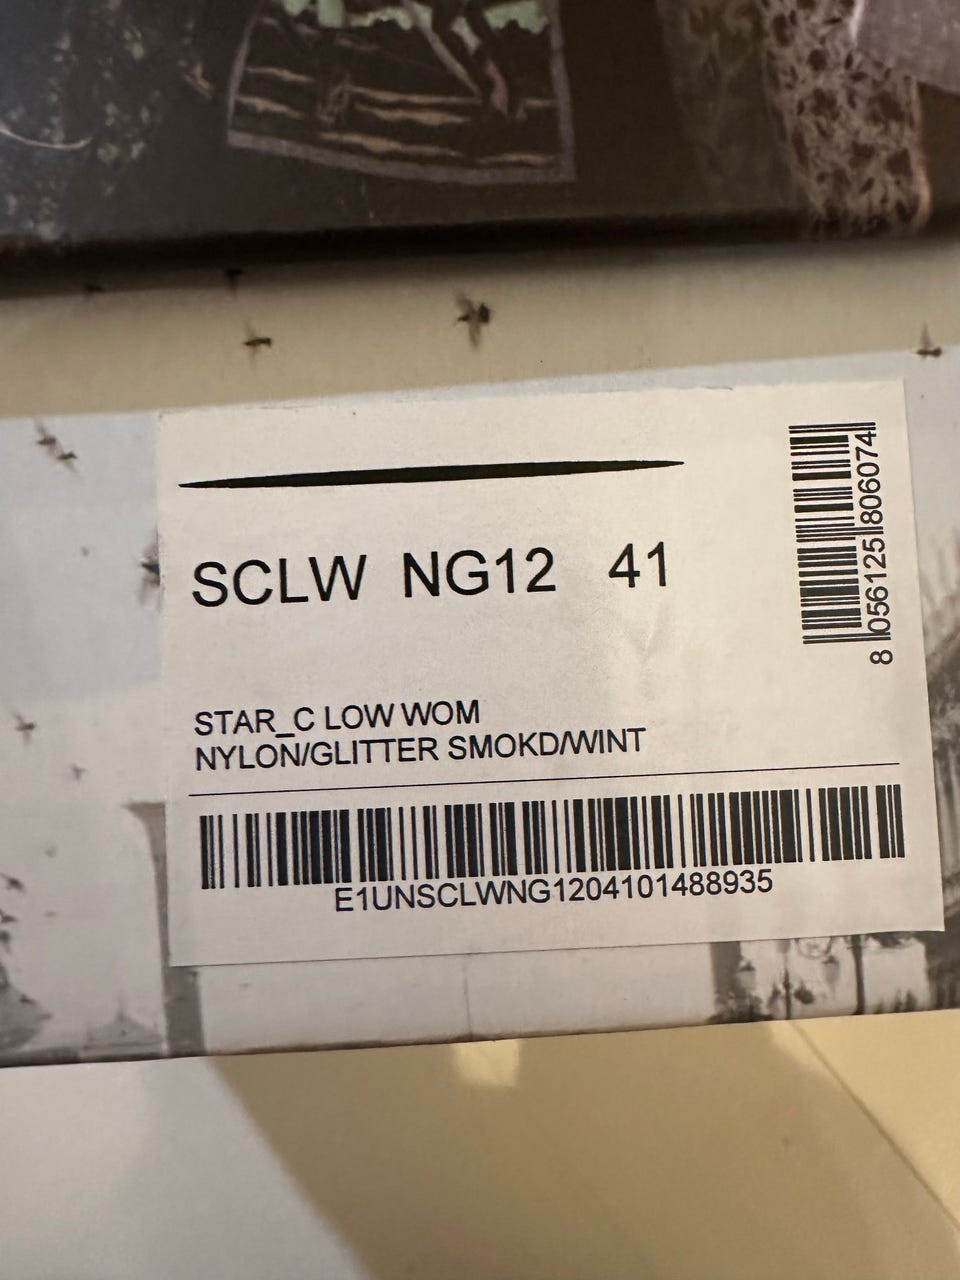 SCLW NG12 41
STAR_C LOW WOM
NYLON/GLITTER SMOKD/WINT
E1UNSCLWNG1204101488935
8 056125 806074